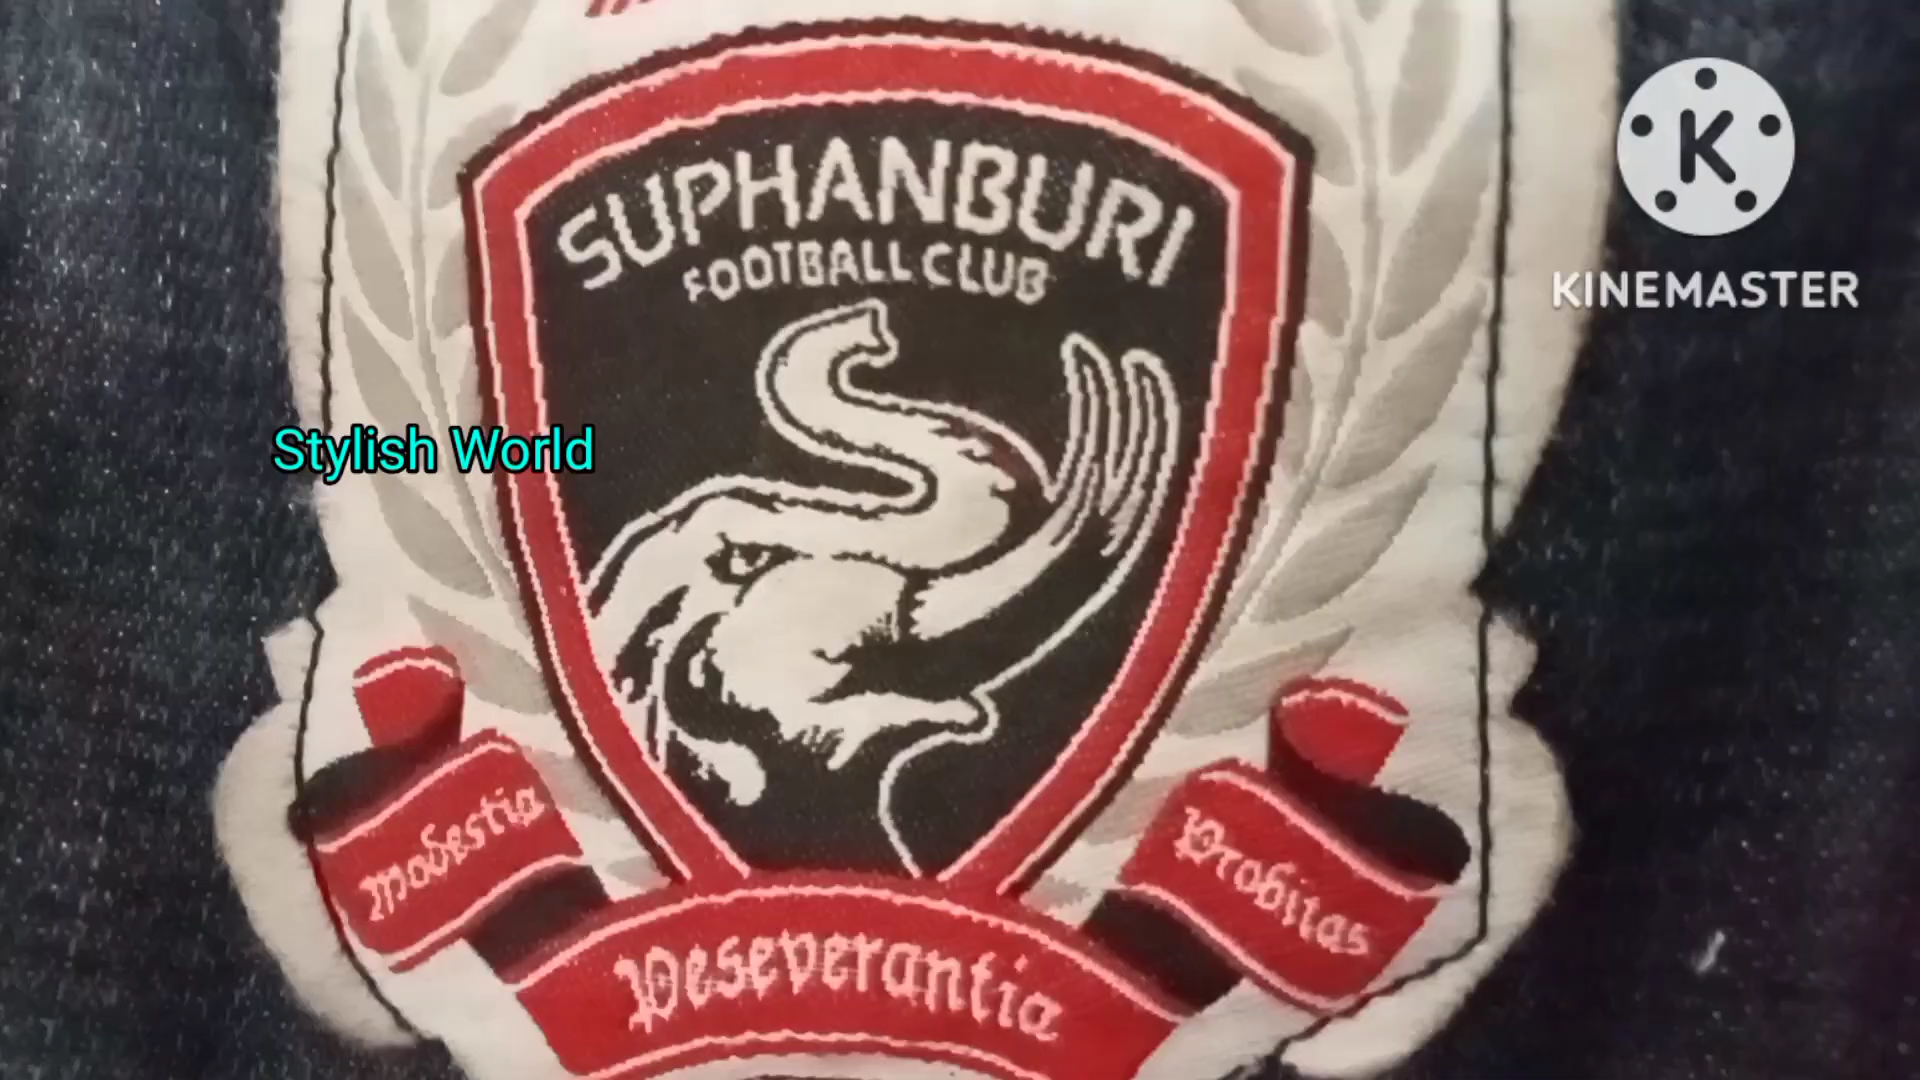 SUPHANBURI
FOOTBALL CLUB
Stylish World
K
KINEMASTER
Modestia
Peseverantia
Probitas